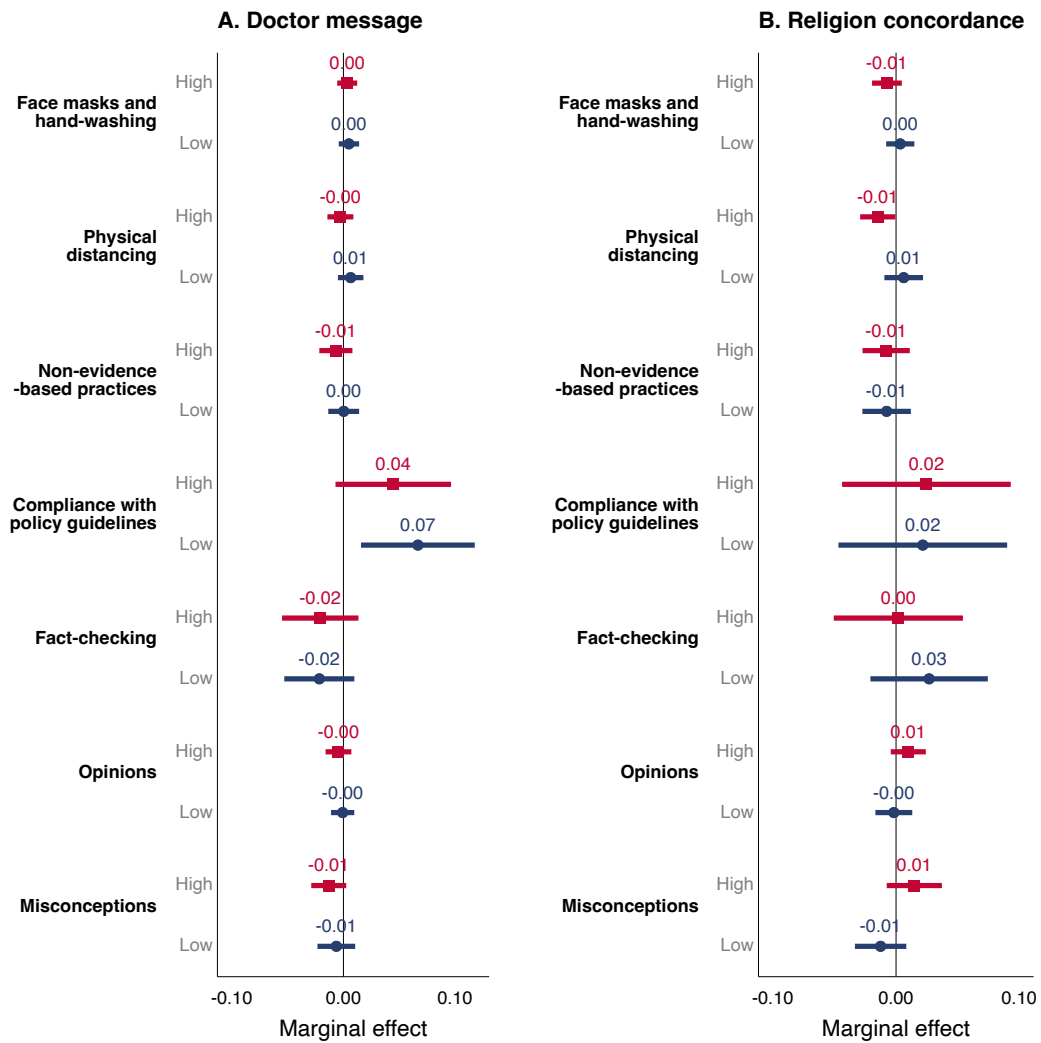 A. Doctor message
0.00
High
Face masks and
hand-washing
0.00
Low
-0.00
High
Physical
distancing
0.01
Low
-0.01
High
Non-evidence
-based practices
0.00
Low
0.04
High
Compliance with
policy guidelines
0.07
Low
-0.02
High
Fact-checking
-0.02
Low
-0.00
High
Opinions
-0.00
Low
-0.01
High
Misconceptions
-0.01
Low
-0.10 0.00 0.10
Marginal effect
B. Religion concordance
-0.01
High
Face masks and
hand-washing
0.00
Low
-0.01
High
Physical
distancing
0.01
Low
-0.01
High
Non-evidence
-based practices
-0.01
Low
0.02
High
Compliance with
policy guidelines
0.02
Low
0.00
High
Fact-checking
0.03
Low
0.01
High
Opinions
-0.00
Low
0.01
High
Misconceptions
-0.01
Low
-0.10 0.00 0.10
Marginal effect